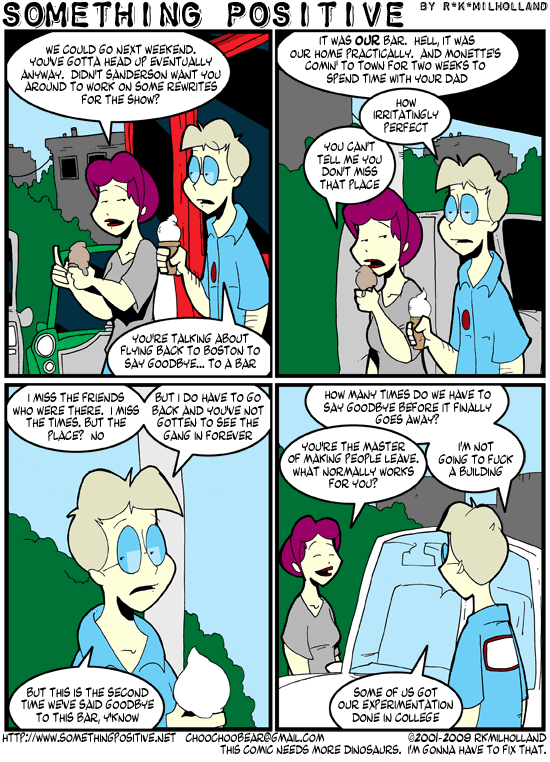 SOMETHING POSITIVE
BY R*K*MILHOLLAND
WE COULD GO NEXT WEEKEND.
YOU'VE GOTTA HEAD UP EVENTUALLY
ANYWAY. DIDN'T SANDERSON WANT YOU
AROUND TO WORK ON SOME REWRITES
FOR THE SHOW?
YOU'RE TALKING ABOUT
FLYING BACK TO BOSTON TO
SAY GOODBYE... TO A BAR
IT WAS OUR BAR. HELL, IT WAS
OUR HOME PRACTICALLY. AND MONETTE'S
COMIN' TO TOWN FOR TWO WEEKS TO
SPEND TIME WITH YOUR DAD
HOW
IRRITATINGLY
PERFECT
YOU CAN'T
TELL ME YOU
DON'T MISS
THAT PLACE
I MISS THE FRIENDS
WHO WERE THERE. I MISS
THE TIMES. BUT THE
PLACE? NO
BUT I DO HAVE TO GO
BACK AND YOU'VE NOT
GOTTEN TO SEE THE
GANG IN FOREVER
BUT THIS IS THE SECOND
TIME WE'VE SAID GOODBYE
TO THIS BAR, Y'KNOW
HOW MANY TIMES DO WE HAVE TO
SAY GOODBYE BEFORE IT FINALLY
GOES AWAY?
YOU'RE THE MASTER
OF MAKING PEOPLE LEAVE.
WHAT NORMALLY WORKS
FOR YOU?
I'M NOT
GOING TO FUCK
A BUILDING
SOME OF US GOT
OUR EXPERIMENTATION
DONE IN COLLEGE
HTTP://WWW.SOMETHINGPOSITIVE.NET CHOOCHOOBEAR@GMAIL.COM ©2001-2009 RKMILHOLLAND
THIS COMIC NEEDS MORE DINOSAURS. I'M GONNA HAVE TO FIX THAT.